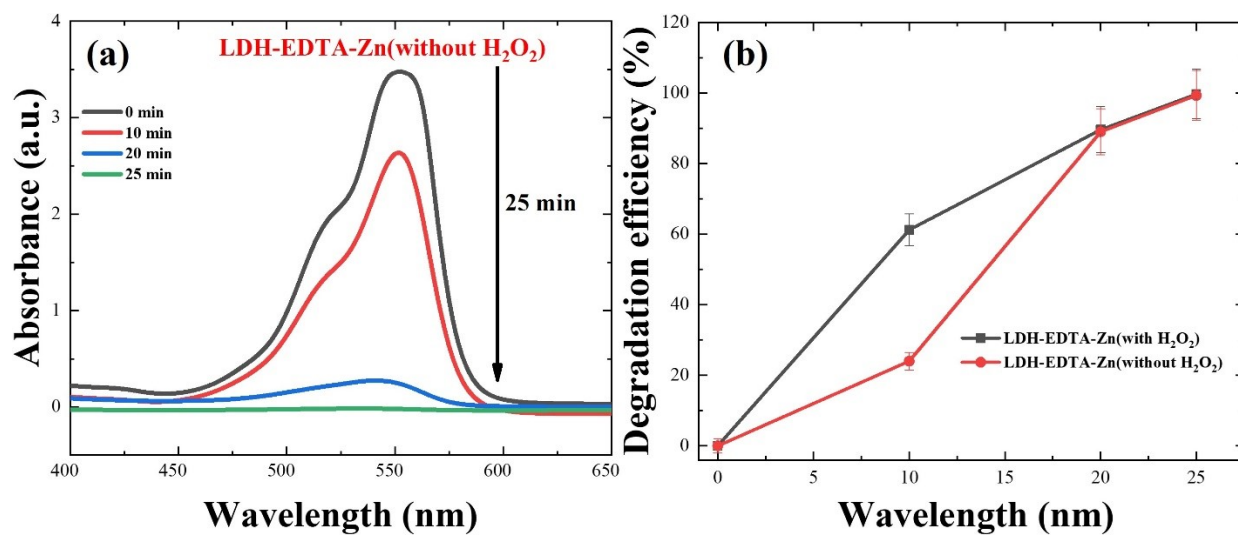 (a)
LDH-EDTA-Zn(without H₂O₂)
0 min
10 min
20 min
25 min
25 min
Absorbance (a.u.)
4
3
2
1
0
400
450
500
550
600
650
Wavelength (nm)
(b)
Degradation efficiency (%)
120
100
80
60
40
20
0
LDH-EDTA-Zn(with H₂O₂)
LDH-EDTA-Zn(without H₂O₂)
0
5
10
15
20
25
Wavelength (nm)